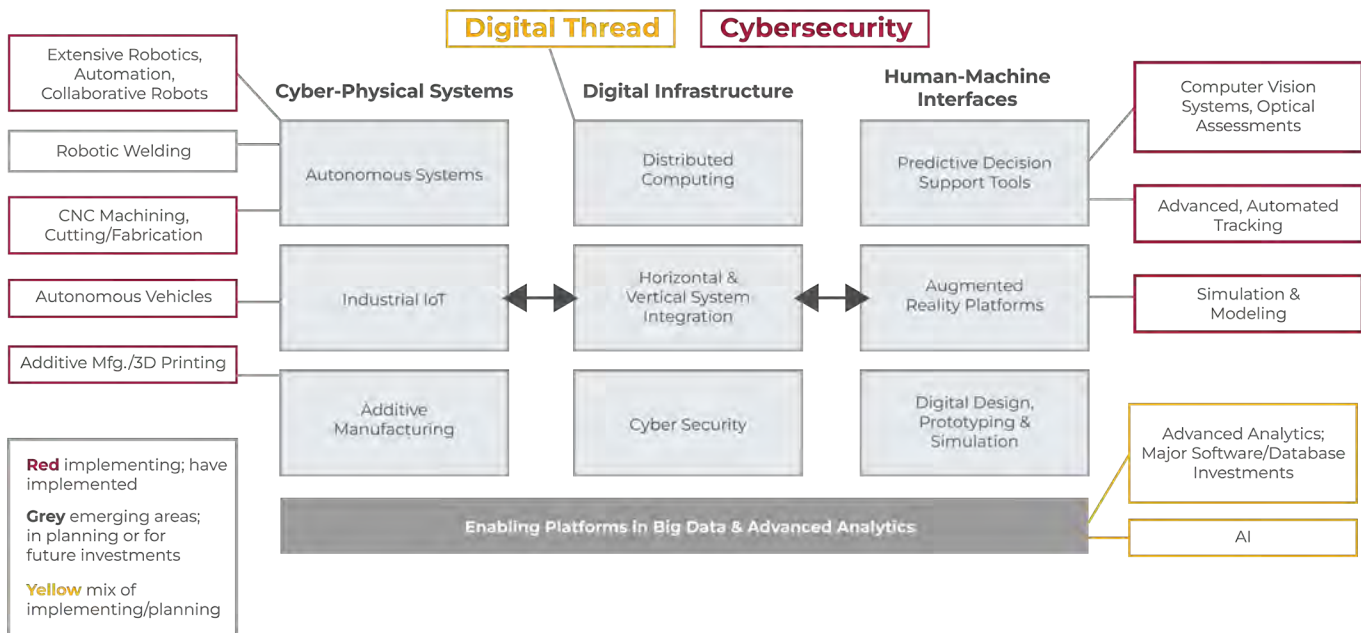 Digital Thread
Cybersecurity
Extensive Robotics,
Automation,
Collaborative Robots
Robotic Welding
CNC Machining,
Cutting/Fabrication
Autonomous Vehicles
Additive Mfg./3D Printing
Red implementing; have
implemented
Grey emerging areas;
in planning or for
future investments
Yellow mix of
implementing/planning
Cyber-Physical Systems
Autonomous Systems
Industrial IoT
Additive
Manufacturing
Digital Infrastructure
Distributed
Computing
Horizontal &
Vertical System
Integration
Cyber Security
Human-Machine
Interfaces
Predictive Decision
Support Tools
Augmented
Reality Platforms
Digital Design,
Prototyping &
Simulation
Enabling Platforms in Big Data & Advanced Analytics
Computer Vision
Systems, Optical
Assessments
Advanced, Automated
Tracking
Simulation &
Modeling
Advanced Analytics;
Major Software/Database
Investments
AI